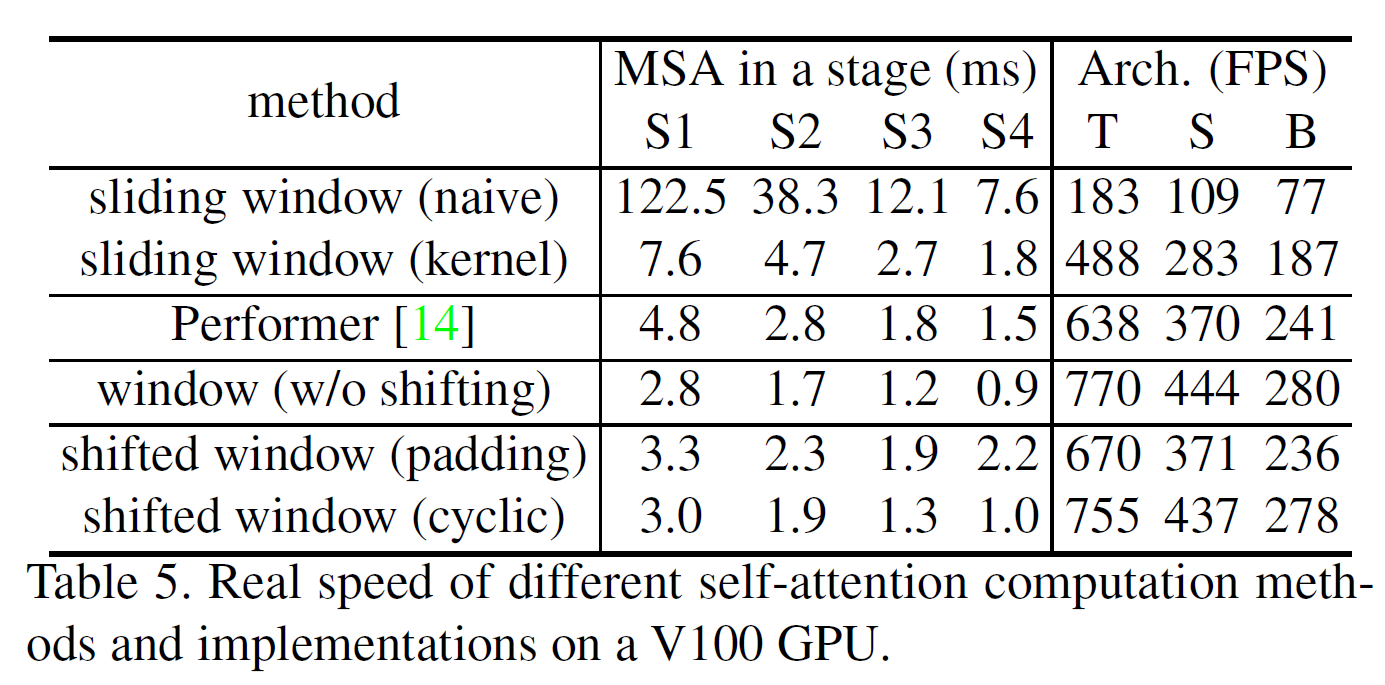 method MSA in a stage (ms) Arch. (FPS)
S1 S2 S3 S4 T S B
sliding window (naive) 122.5 38.3 12.1 7.6 183 109 77
sliding window (kernel) 7.6 4.7 2.7 1.8 488 283 187
Performer [14] 4.8 2.8 1.8 1.5 638 370 241
window (w/o shifting) 2.8 1.7 1.2 0.9 770 444 280
shifted window (padding) 3.3 2.3 1.9 2.2 670 371 236
shifted window (cyclic) 3.0 1.9 1.3 1.0 755 437 278
Table 5. Real speed of different self-attention computation meth-
ods and implementations on a V100 GPU.